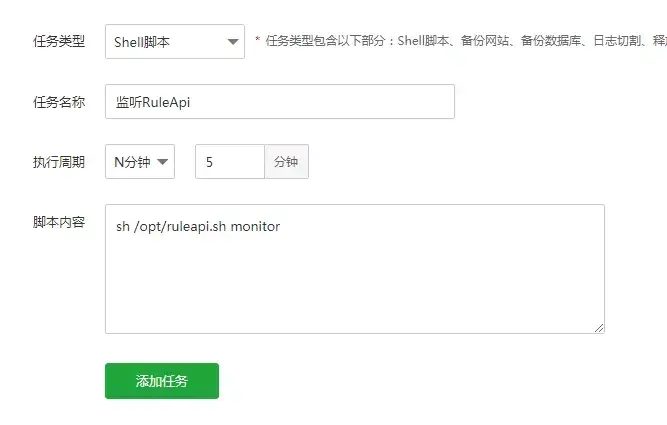 任务类型 Shell脚本 * 任务类型包含以下部分：Shell脚本、备份网站、备份数据库、日志切割、释
任务名称 监听RuleApi
执行周期 N分钟 5 分钟
脚本内容 sh /opt/ruleapi.sh monitor
添加任务